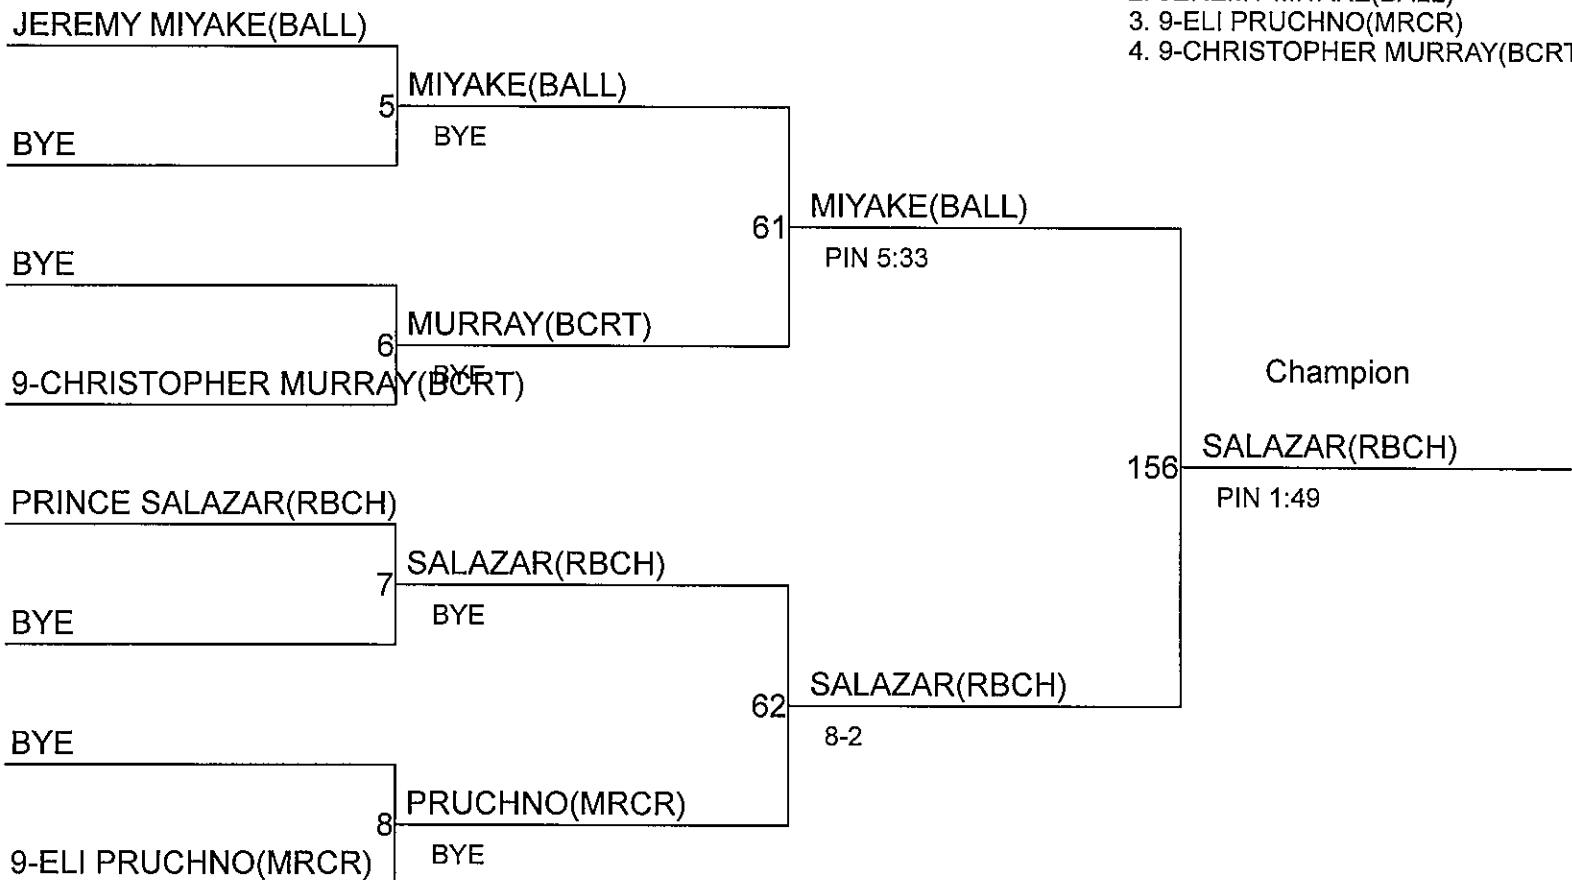 JEREMY MIYAKE(BALL)
3. 9-ELI PRUCHNO(MRCR)
4. 9-CHRISTOPHER MURRAY(BCRT
5
MIYAKE(BALL)
BYE
BYE
61
MIYAKE(BALL)
PIN 5:33
BYE
6
MURRAY(BCRT)
BYE
9-CHRISTOPHER MURRAY(BCRT)
Champion
156
SALAZAR(RBCH)
PIN 1:49
PRINCE SALAZAR(RBCH)
7
SALAZAR(RBCH)
BYE
BYE
62
SALAZAR(RBCH)
8-2
BYE
8
PRUCHNO(MRCR)
BYE
9-ELI PRUCHNO(MRCR)